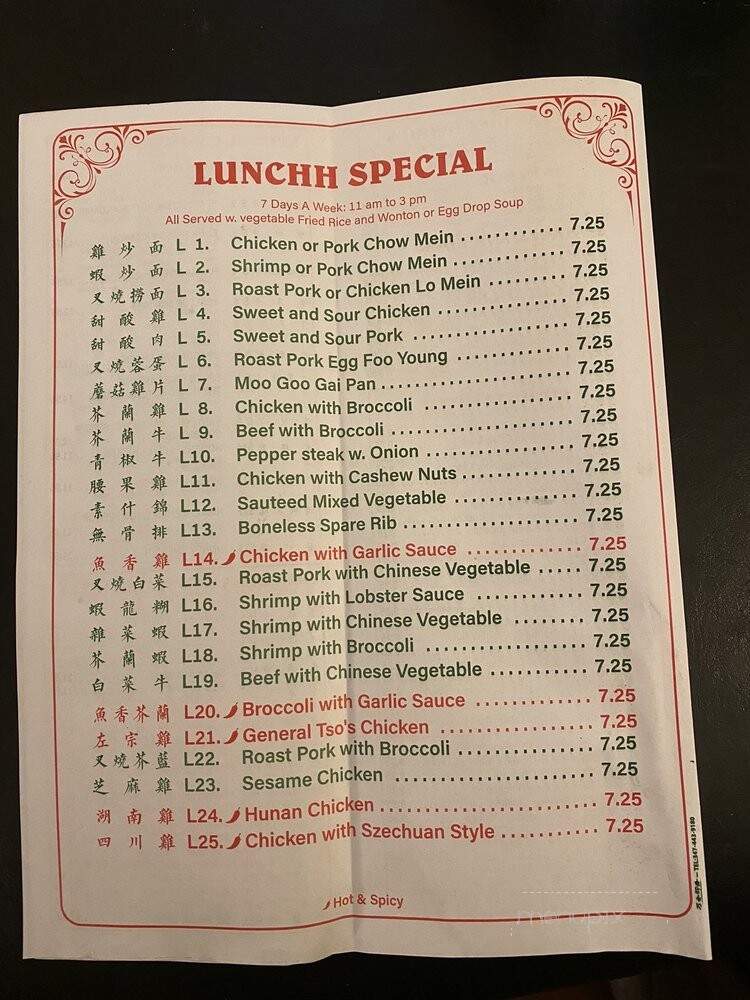 LUNCHH SPECIAL
7 Days A Week: 11 am to 3 pm
All Served w. vegetable Fried Rice and Wonton or Egg Drop Soup
雞炒面 L 1. Chicken or Pork Chow Mein ............ 7.25
蝦炒面 L 2. Shrimp or Pork Chow Mein ............. 7.25
叉燒撈面 L 3. Roast Pork or Chicken Lo Mein ......... 7.25
甜酸雞 L 4. Sweet and Sour Chicken ................ 7.25
甜酸肉 L 5. Sweet and Sour Pork .................... 7.25
叉燒蓉蛋 L 6. Roast Pork Egg Foo Young ............. 7.25
蘑菇雞片 L 7. Moo Goo Gai Pan ........................ 7.25
芥蘭雞 L 8. Chicken with Broccoli ................... 7.25
芥蘭牛 L 9. Beef with Broccoli ....................... 7.25
青椒牛 L10. Pepper steak w. Onion .................. 7.25
腰果雞 L11. Chicken with Cashew Nuts ............. 7.25
素什錦 L12. Sauteed Mixed Vegetable .............. 7.25
無骨排 L13. Boneless Spare Rib ..................... 7.25
魚香雞 L14. Chicken with Garlic Sauce ............. 7.25
叉燒白菜 L15. Roast Pork with Chinese Vegetable ..... 7.25
蝦龍糊 L16. Shrimp with Lobster Sauce ............ 7.25
雜菜蝦 L17. Shrimp with Chinese Vegetable ........ 7.25
芥蘭蝦 L18. Shrimp with Broccoli .................... 7.25
白菜牛 L19. Beef with Chinese Vegetable ........... 7.25
魚香芥蘭 L20. Broccoli with Garlic Sauce ............. 7.25
左宗雞 L21. General Tso's Chicken .................. 7.25
叉燒芥藍 L22. Roast Pork with Broccoli ............... 7.25
芝麻雞 L23. Sesame Chicken ........................ 7.25
湖南雞 L24. Hunan Chicken .......................... 7.25
四川雞 L25. Chicken with Szechuan Style .......... 7.25
Hot & Spicy
TEL:347-443-9180